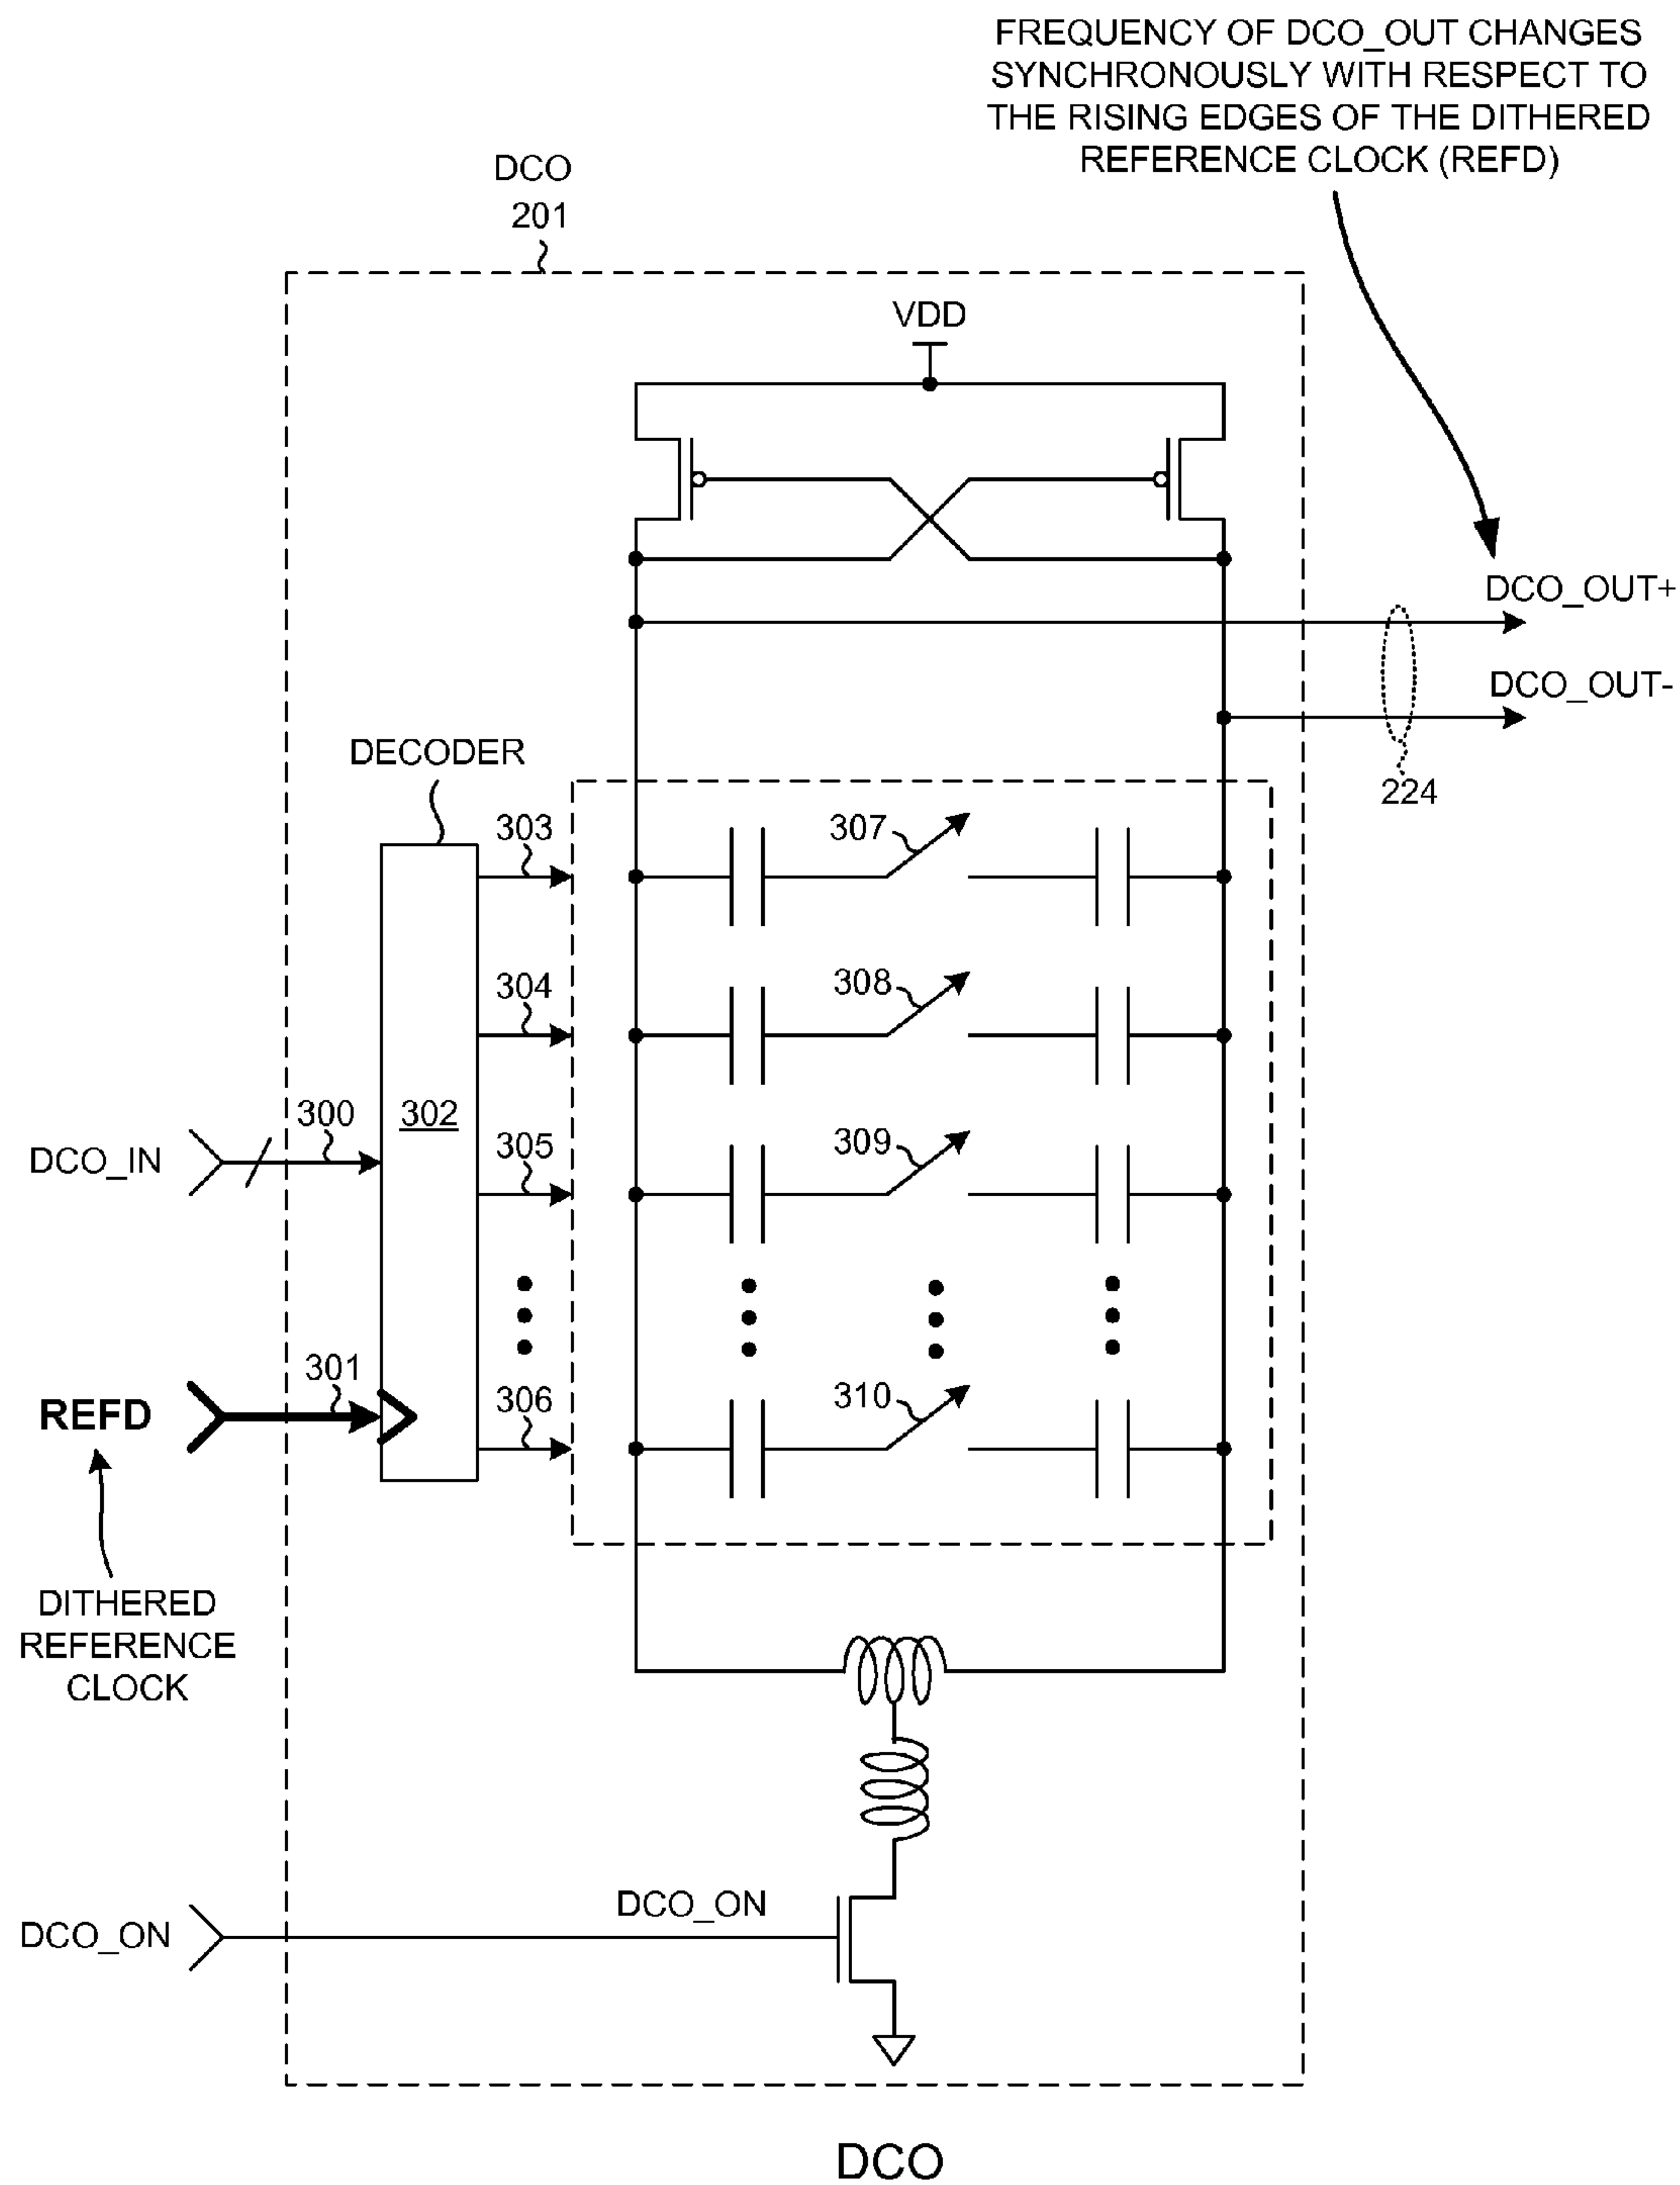 FREQUENCY OF DCO_OUT CHANGES
SYNCHRONOUSLY WITH RESPECT TO
THE RISING EDGES OF THE DITHERED
REFERENCE CLOCK (REFD)
DCO
201
VDD
DCO_OUT+
DCO_OUT-
224
DECODER
303
307
304
308
300
302
305
309
DCO_IN
301
306
310
REFD
DITHERED
REFERENCE
CLOCK
DCO_ON
DCO_ON
DCO